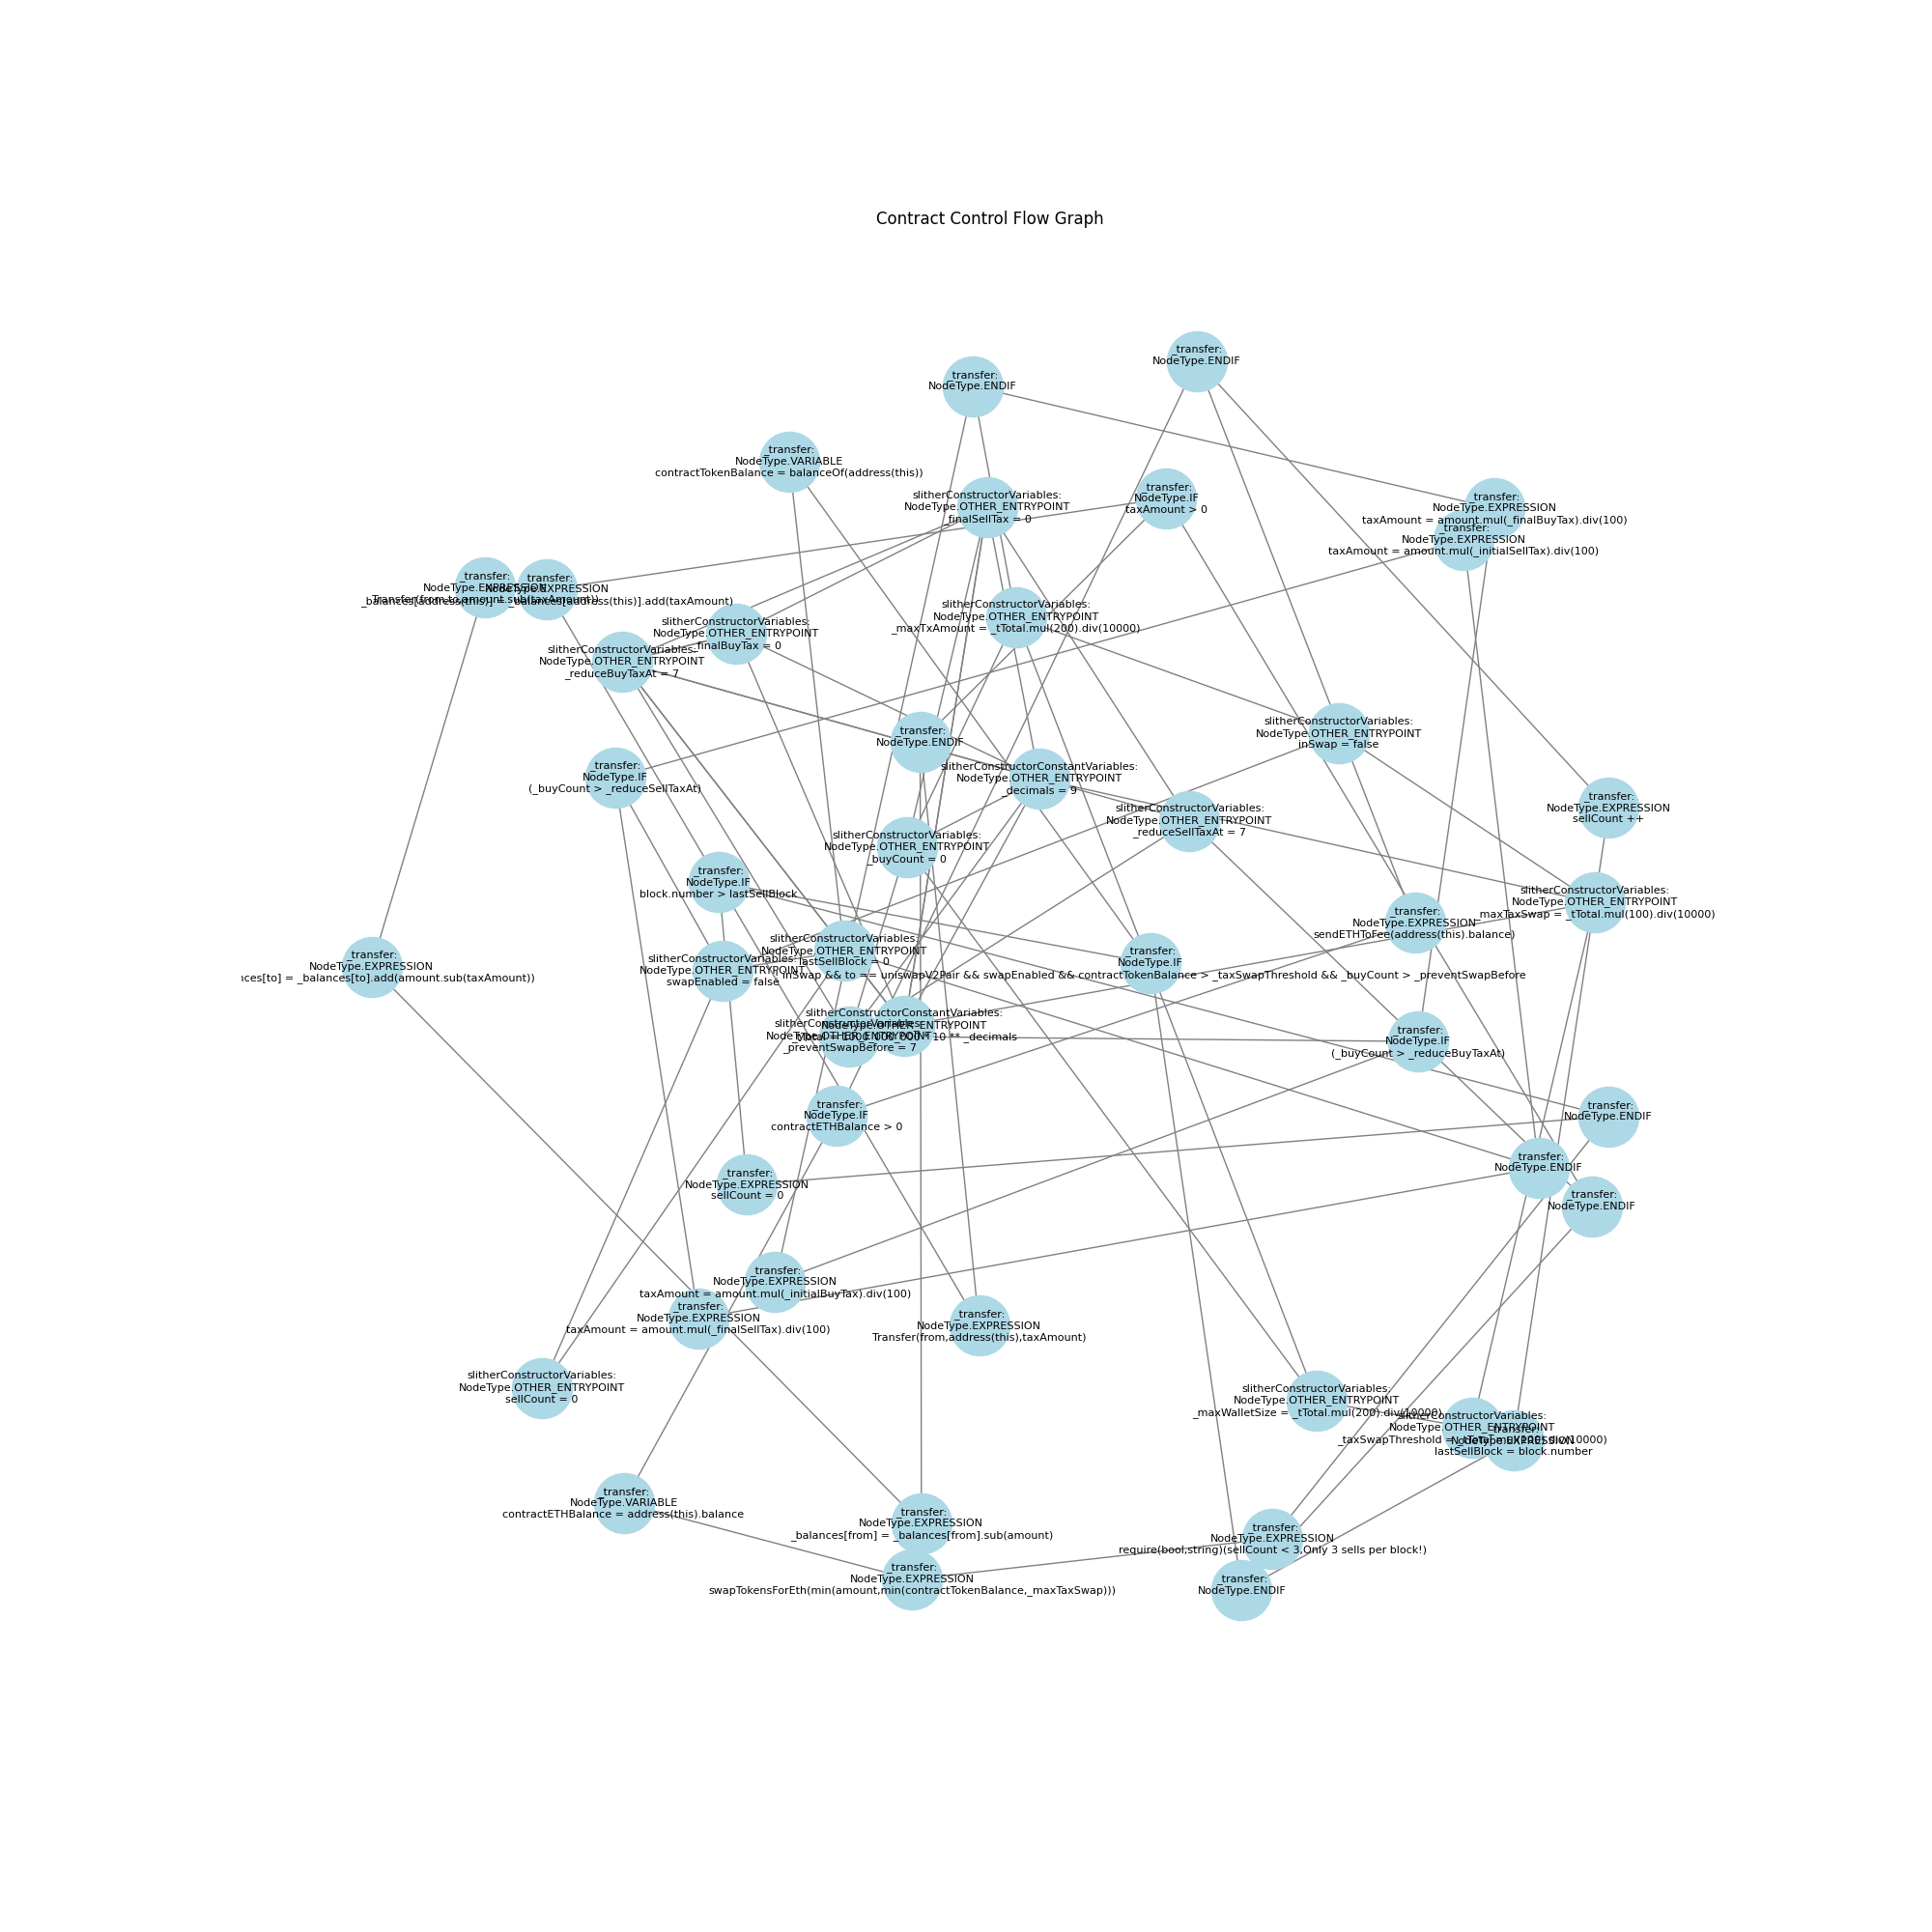 Contract Control Flow Graph
_transfer:
NodeType.ENDIF
_transfer:
NodeType.ENDIF
_transfer:
NodeType.VARIABLE
contractTokenBalance = balanceOf(address(this))
slitherConstructorVariables:
NodeType.OTHER_ENTRYPOINT
_finalSellTax = 0
_transfer:
NodeType.IF
taxAmount > 0
_transfer:
NodeType.EXPRESSION
taxAmount = amount.mul(_finalBuyTax).div(100)
_transfer:
NodeType.EXPRESSION
taxAmount = amount.mul(_initialSellTax).div(100)
_transfer:
NodeType.EXPRESSION
Transfer(from,to,amount.sub(taxAmount))
_transfer:
NodeType.EXPRESSION
_balances[address(this)] = _balances[address(this)].add(taxAmount)
slitherConstructorVariables:
NodeType.OTHER_ENTRYPOINT
_maxTxAmount = _tTotal.mul(200).div(10000)
slitherConstructorVariables:
NodeType.OTHER_ENTRYPOINT
_finalBuyTax = 0
slitherConstructorVariables:
NodeType.OTHER_ENTRYPOINT
_reduceBuyTaxAt = 7
_transfer:
NodeType.ENDIF
slitherConstructorVariables:
NodeType.OTHER_ENTRYPOINT
inSwap = false
_transfer:
NodeType.IF
(_buyCount > _reduceSellTaxAt)
slitherConstructorConstantVariables:
NodeType.OTHER_ENTRYPOINT
_decimals = 9
slitherConstructorVariables:
NodeType.OTHER_ENTRYPOINT
_reduceSellTaxAt = 7
_transfer:
NodeType.EXPRESSION
sellCount ++
slitherConstructorVariables:
NodeType.OTHER_ENTRYPOINT
_buyCount = 0
_transfer:
NodeType.IF
block.number > lastSellBlock
slitherConstructorVariables:
NodeType.OTHER_ENTRYPOINT
_maxTaxSwap = _tTotal.mul(100).div(10000)
_transfer:
NodeType.EXPRESSION
sendETHToFee(address(this).balance)
slitherConstructorVariables:
NodeType.OTHER_ENTRYPOINT
lastSellBlock = 0
_transfer:
NodeType.IF
inSwap && to == uniswapV2Pair && swapEnabled && contractTokenBalance > _taxSwapThreshold && _buyCount > _preventSwapBefore
slitherConstructorVariables:
NodeType.OTHER_ENTRYPOINT
swapEnabled = false
_transfer:
NodeType.EXPRESSION
nces[to] = _balances[to].add(amount.sub(taxAmount))
slitherConstructorConstantVariables:
NodeType.OTHER_ENTRYPOINT
10 ** _decimals
slitherConstructorVariables:
NodeType.OTHER_ENTRYPOINT
_preventSwapBefore = 7
_transfer:
NodeType.IF
(_buyCount > _reduceBuyTaxAt)
_transfer:
NodeType.IF
contractETHBalance > 0
_transfer:
NodeType.ENDIF
_transfer:
NodeType.ENDIF
_transfer:
NodeType.EXPRESSION
sellCount = 0
_transfer:
NodeType.ENDIF
_transfer:
NodeType.EXPRESSION
taxAmount = amount.mul(_initialBuyTax).div(100)
_transfer:
NodeType.EXPRESSION
taxAmount = amount.mul(_finalSellTax).div(100)
_transfer:
NodeType.EXPRESSION
Transfer(from,address(this),taxAmount)
slitherConstructorVariables:
NodeType.OTHER_ENTRYPOINT
sellCount = 0
slitherConstructorVariables:
NodeType.OTHER_ENTRYPOINT
_maxWalletSize = _tTotal.mul(200).div(10000)
slitherConstructorVariables:
NodeType.OTHER_ENTRYPOINT
_taxSwapThreshold = _tTotal.mul(100).div(10000)
_transfer:
NodeType.EXPRESSION
lastSellBlock = block.number
_transfer:
NodeType.VARIABLE
contractETHBalance = address(this).balance
_transfer:
NodeType.EXPRESSION
_balances[from] = _balances[from].sub(amount)
_transfer:
NodeType.EXPRESSION
require(bool,string)(sellCount < 3,Only 3 sells per block!)
_transfer:
NodeType.EXPRESSION
swapTokensForEth(min(amount,min(contractTokenBalance,_maxTaxSwap)))
_transfer:
NodeType.ENDIF